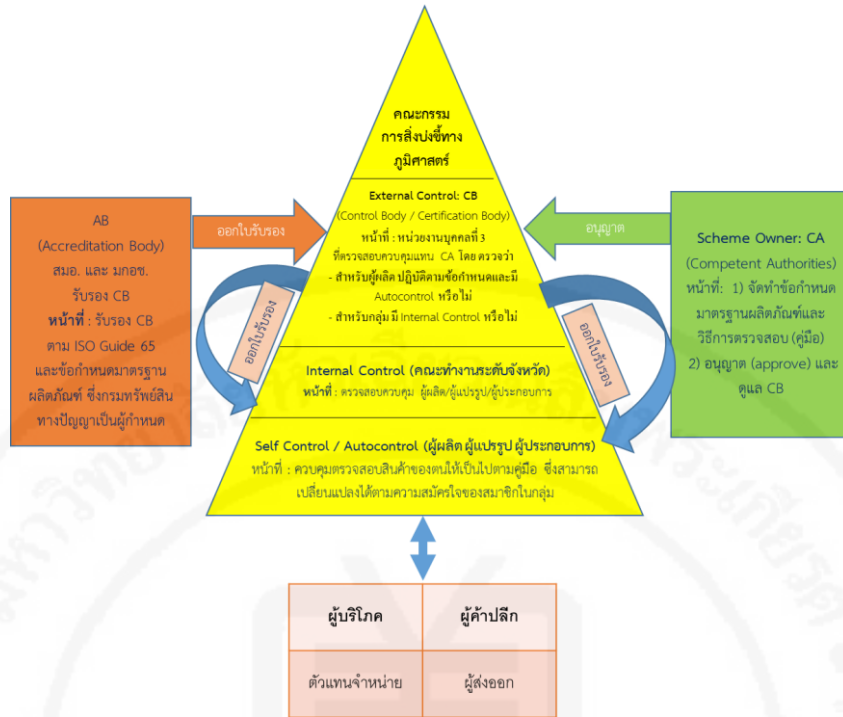 คณะกรรม
การสิ่งบ่งชี้ทาง
ภูมิศาสตร์
External Control: CB
(Control Body / Certification Body)
หน้าที่ : หน่วยงานบุคคลที่ 3
ที่ตรวจสอบควบคุมแทน CA โดยตรวจว่า
- สำหรับผู้ผลิต ปฏิบัติตามข้อกำหนดและมี
Autocontrol หรือไม่
- สำหรับกลุ่ม มี Internal Control หรือไม่
Internal Control (คณะทำงานระดับจังหวัด)
หน้าที่ : ตรวจสอบควบคุม ผู้ผลิต/ผู้แปรรูป/ผู้ประกอบการ
Self Control / Autocontrol (ผู้ผลิต ผู้แปรรูป ผู้ประกอบการ)
หน้าที่ : ควบคุมตรวจสอบสินค้าของตนให้เป็นไปตามคู่มือ ซึ่งสามารถ
เปลี่ยนแปลงได้ตามความสมัครใจของสมาชิกในกลุ่ม
AB
(Accreditation Body)
สมอ. และ มกอช.
รับรอง CB
หน้าที่ : รับรอง CB
ตาม ISO Guide 65
และข้อกำหนดมาตรฐาน
ผลิตภัณฑ์ ซึ่งกรมทรัพย์สิน
ทางปัญญาเป็นผู้กำหนด
ออกใบรับรอง
ออกใบรับรอง
อนุญาต
ออกใบรับรอง
Scheme Owner: CA
(Competent Authorities)
หน้าที่: 1) จัดทำข้อกำหนด
มาตรฐานผลิตภัณฑ์และ
วิธีการตรวจสอบ (คู่มือ)
2) อนุญาต (approve) และ
ดูแล CB
ผู้บริโภค
ผู้ค้าปลีก
ตัวแทนจำหน่าย
ผู้ส่งออก